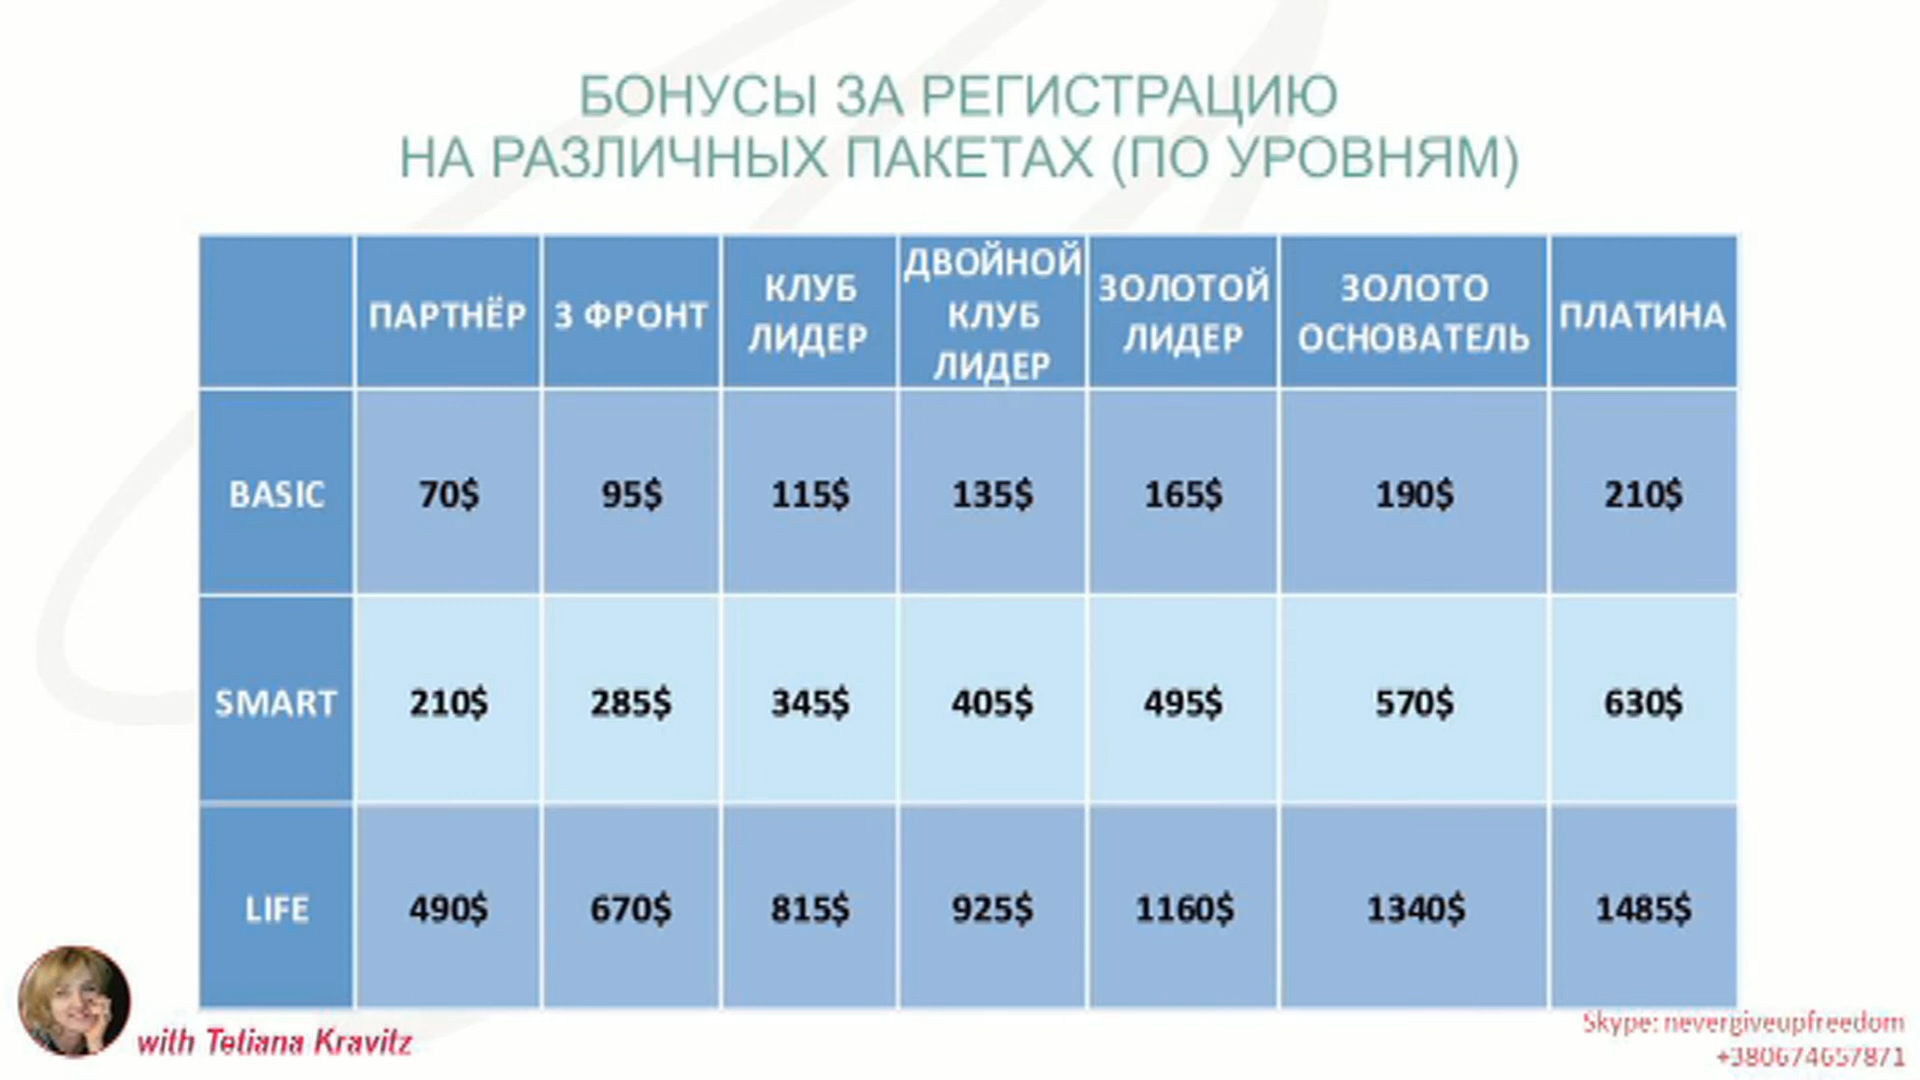 БОНУСЫ ЗА РЕГИСТРАЦИЮ
НА РАЗЛИЧНЫХ ПАКЕТАХ (ПО УРОВНЯМ)
ПАРТНЁР 3 ФРОНТ КЛУБ ЛИДЕР ДВОЙНОЙ КЛУБ ЛИДЕР ЗОЛОТОЙ ЛИДЕР ЗОЛОТО ОСНОВАТЕЛЬ ПЛАТИНА
BASIC 70$ 95$ 115$ 135$ 165$ 190$ 210$
SMART 210$ 285$ 345$ 405$ 495$ 570$ 630$
LIFE 490$ 670$ 815$ 925$ 1160$ 1340$ 1485$
with Tetiana Kravitz
Skype: nevergiveupfreedom
+380674657871